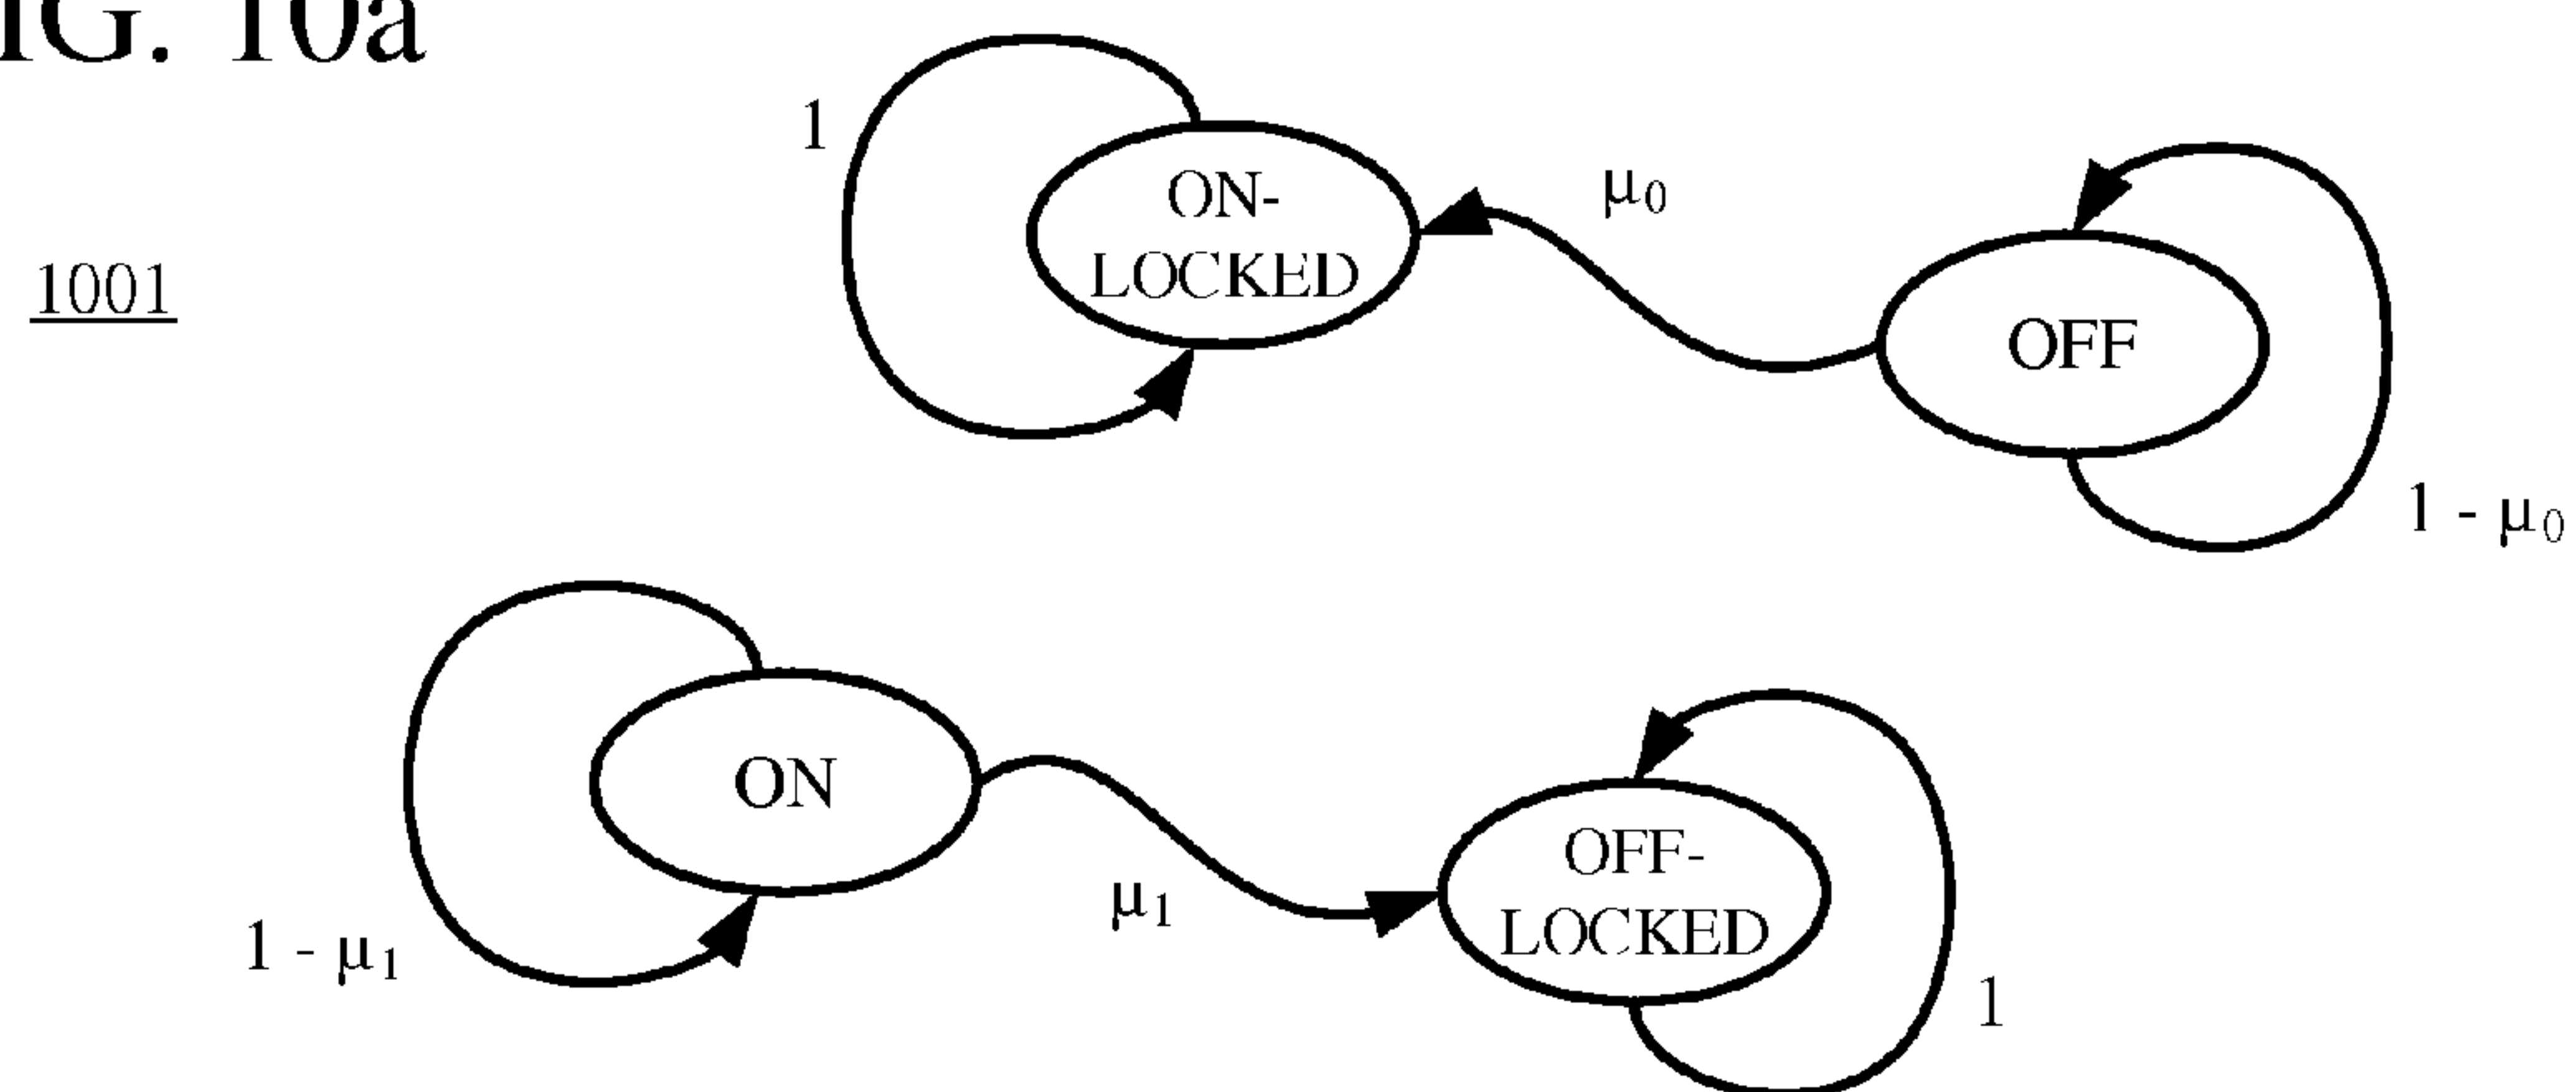 IG. 10a
1
ON-
LOCKED
μ0
1001
OFF
1 - μ0
ON
OFF-
LOCKED
μ1
1 - μ1
1